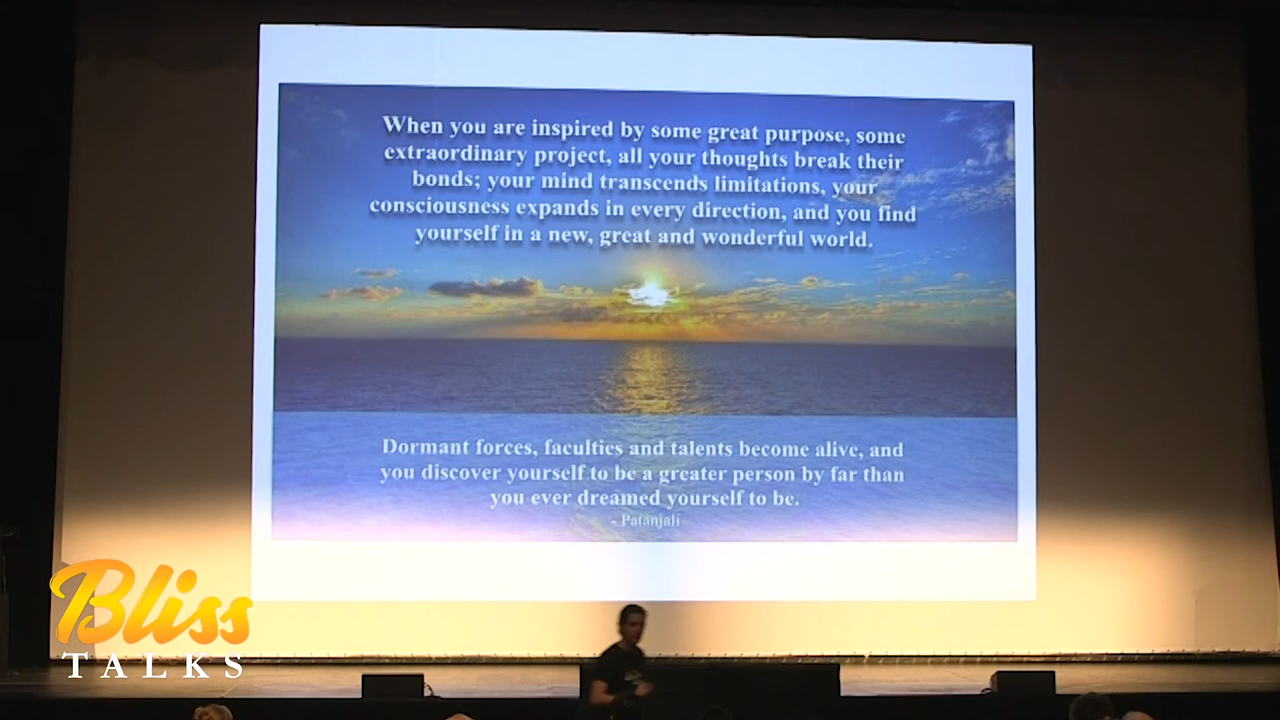 When you are inspired by some great purpose, some
extraordinary project, all your thoughts break their
bonds; your mind transcends limitations, your
consciousness expands in every direction, and you find
yourself in a new, great and wonderful world.
Dormant forces, faculties and talents become alive, and
you discover yourself to be a greater person by far than
you ever dreamed yourself to be.
- Patanjali
Bliss
TALKS